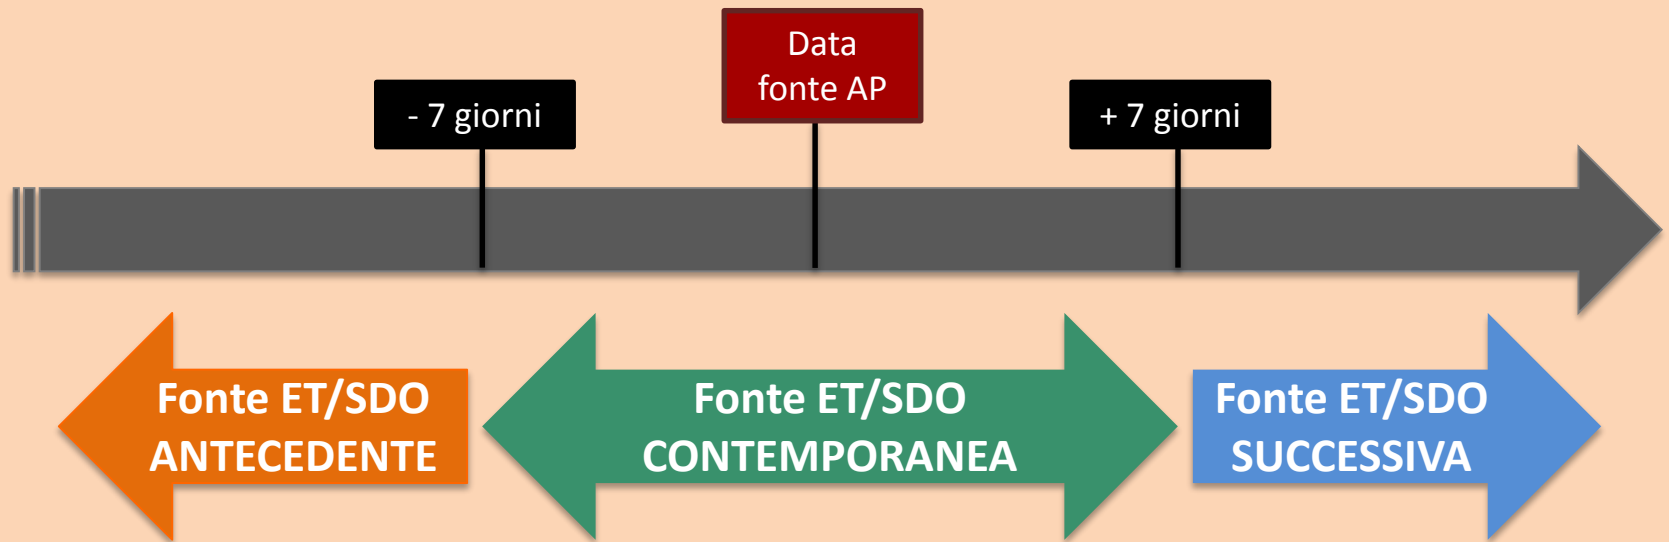 Data
fonte AP
- 7 giorni
+ 7 giorni
Fonte ET/SDO
ANTECEDENTE
Fonte ET/SDO
CONTEMPORANEA
Fonte ET/SDO
SUCCESSIVA